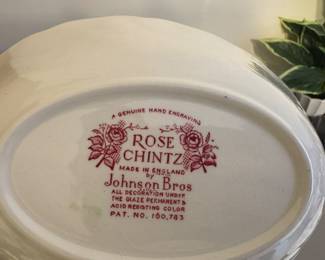 A GENUINE HAND ENGRAVING
ROSE
CHINTZ
MADE IN ENGLAND
by
Johnson Bros
ALL DECORATION UNDER
THE GLAZE PERMANENT &
ACID RESISTING COLOR
PAT. NO. 160,783